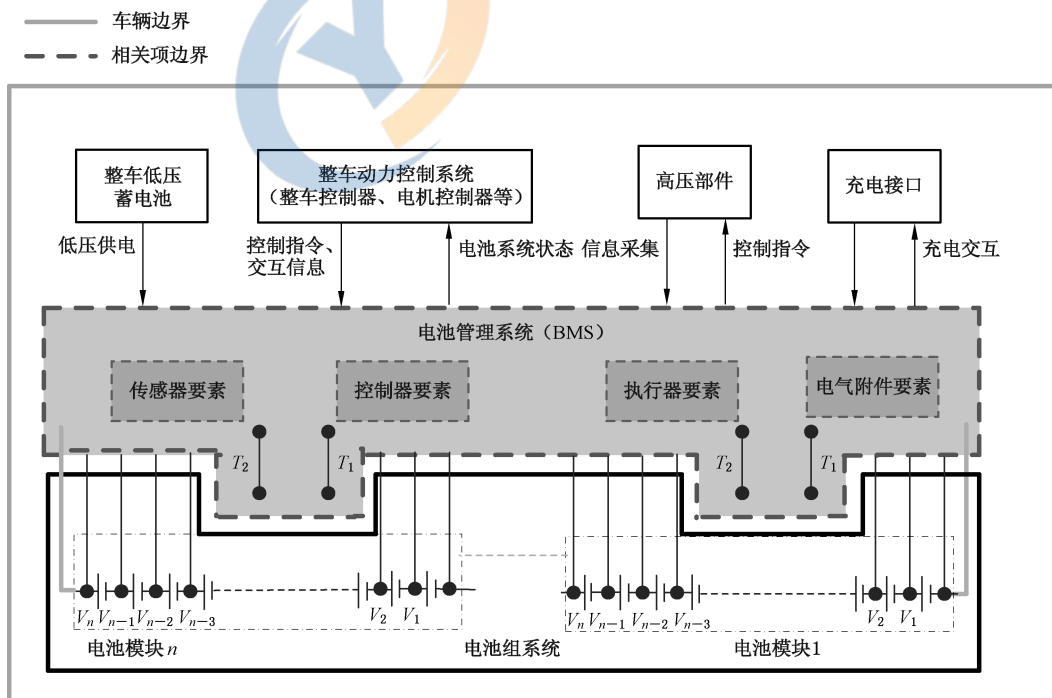 车辆边界
相关项边界
整车低压
蓄电池
整车动力控制系统
（整车控制器、电机控制器等）
高压部件
充电接口
低压供电
控制指令、
交互信息
电池系统状态
信息采集
控制指令
充电交互
电池管理系统（BMS）
传感器要素
控制器要素
执行器要素
电气附件要素
T₂
T₁
T₂
T₁
Vₙ Vₙ₋₁ Vₙ₋₂ Vₙ₋₃
V₂ V₁
Vₙ Vₙ₋₁ Vₙ₋₂ Vₙ₋₃
V₂ V₁
电池模块n
电池组系统
电池模块1